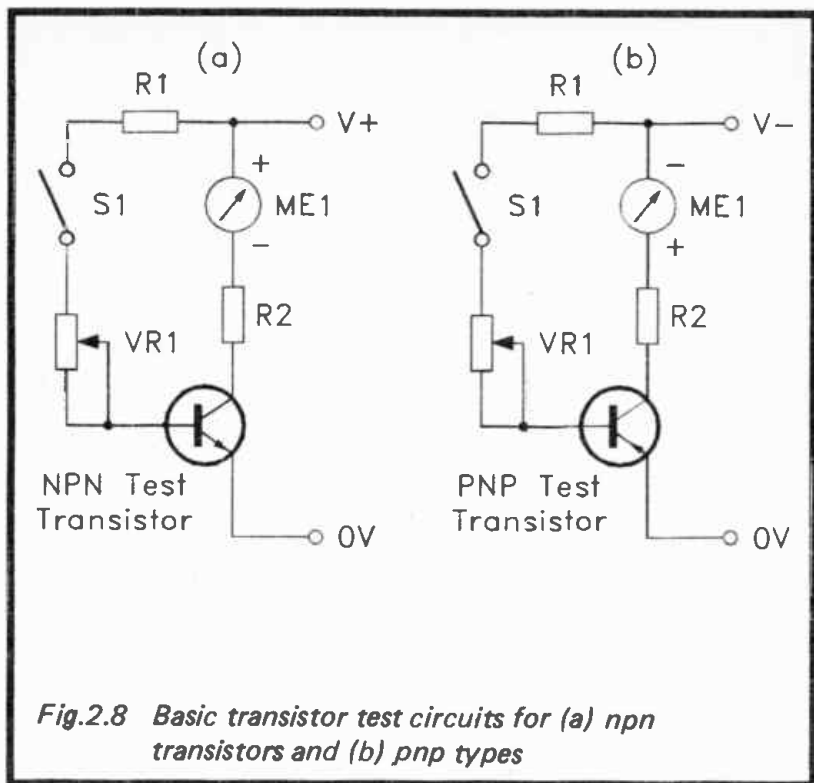 (a)
R1
V+
+
S1
ME1
-
R2
VR1
NPN Test
Transistor
0V
(b)
R1
V-
-
S1
ME1
+
R2
VR1
PNP Test
Transistor
0V
Fig.2.8 Basic transistor test circuits for (a) npn
transistors and (b) pnp types